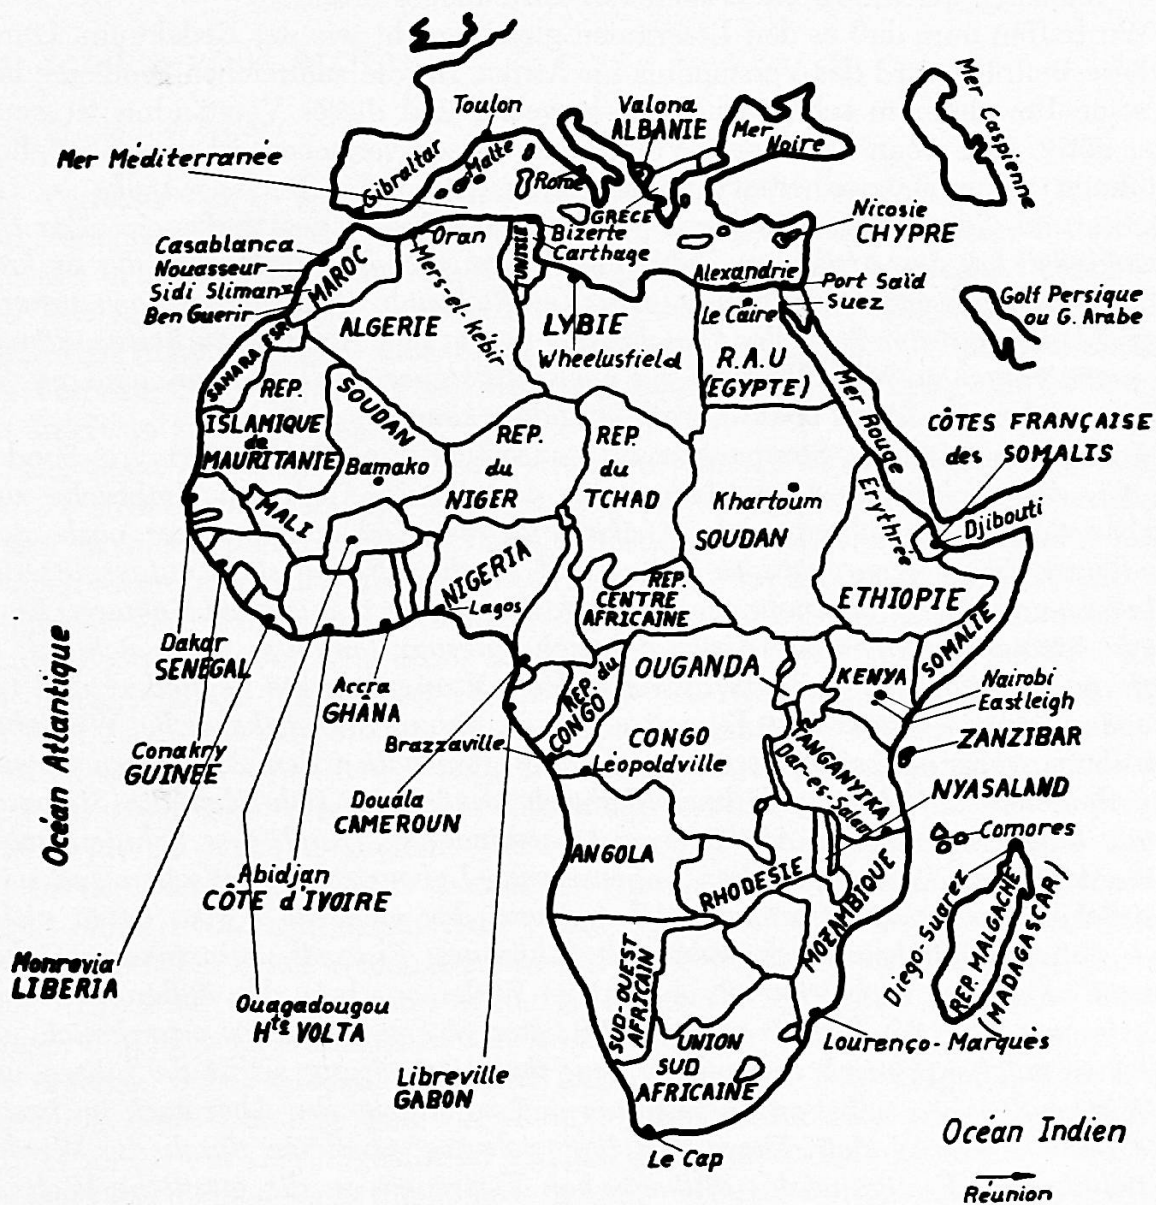 Toulon
Valona
ALBANIE
Mer Noire
Mer Caspienne
Mer Méditerranée
Gibraltar
Malte
Rome
GRÈCE
Nicosie
CHYPRE
Oran
Bizerte
Carthage
TUNISIE
Casablanca
Nouasseur
Sidi Slimane
Ben Guerir
MAROC
Mers-el-Kébir
Alexandrie
Port Saïd
Suez
Le Caire
Golf Persique
ou G. Arabe
ALGERIE
LYBIE
Wheelusfield
R.A.U
(EGYPTE)
SAHARA ESP.
REP.
ISLAMIQUE
de
MAURITANIE
SOUDAN
Bamako
REP.
du
NIGER
REP.
du
TCHAD
Mer Rouge
CÔTES FRANÇAISE
des SOMALIS
Khartoum
SOUDAN
Erythrée
Djibouti
MALI
NIGERIA
Lagos
REP.
CENTRE
AFRICAINE
ETHIOPIE
SOMALIE
Océan Atlantique
Dakar
SENEGAL
Accra
GHÂNA
OUGANDA
KENYA
Nairobi
Eastleigh
REP. du
CONGO
Conakry
GUINEE
Brazzaville
CONGO
Léopoldville
TANGANYIKA
Dar-es-Salam
ZANZIBAR
Douala
CAMEROUN
NYASALAND
Comores
Abidjan
CÔTE d'IVOIRE
ANGOLA
RHODESIE
MOZAMBIQUE
Diego-Suarez
REP. MALGACHE
(MADAGASCAR)
Monrovia
LIBERIA
Ouagadougou
Hts VOLTA
SUD-OUEST
AFRICAIN
UNION
SUD
AFRICAINE
Lourenço-Marquès
Libreville
GABON
Le Cap
Océan Indien
Réunion